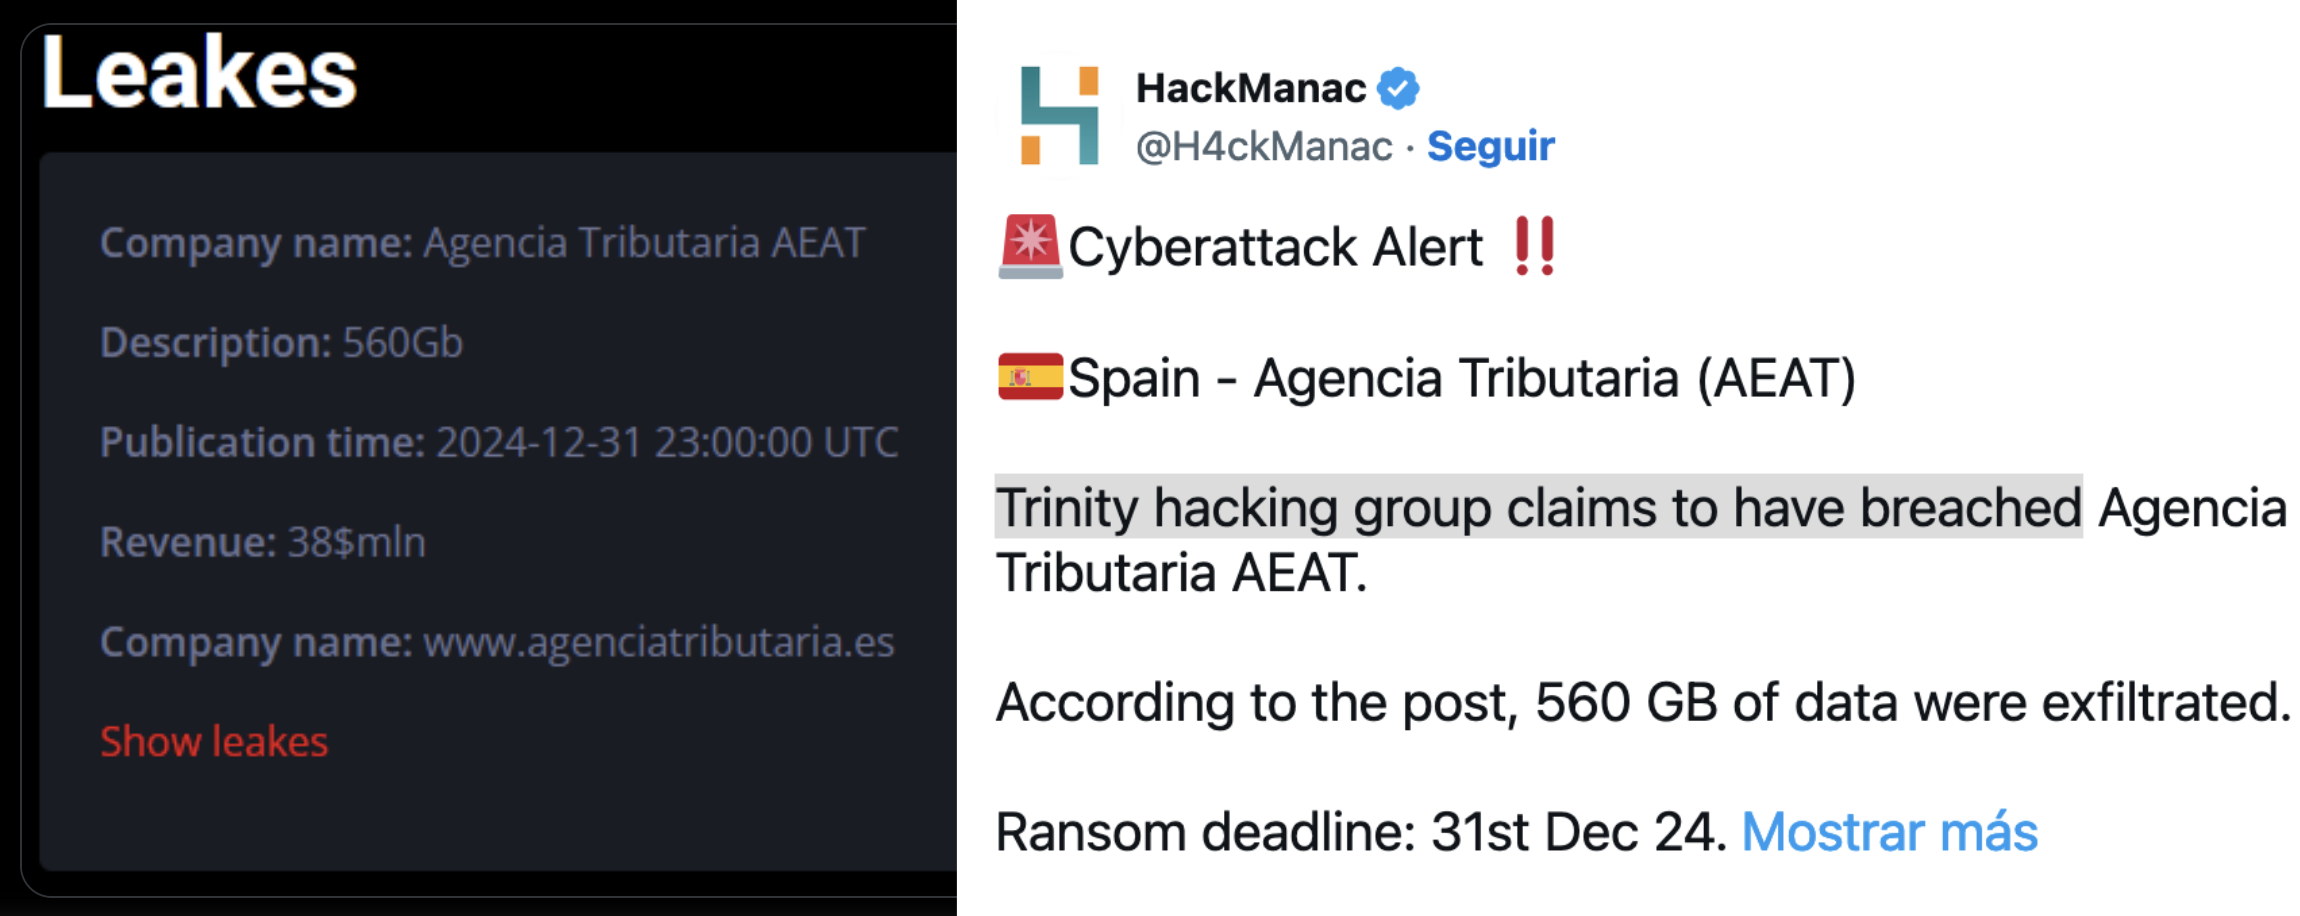 Leakes
Company name: Agencia Tributaria AEAT
Description: 560Gb
Publication time: 2024-12-31 23:00:00 UTC
Revenue: 38$mln
Company name: www.agenciatributaria.es
Show leakes
HackManac
@H4ckManac · Seguir
🚨Cyberattack Alert ‼️
🇪🇸Spain - Agencia Tributaria (AEAT)
Trinity hacking group claims to have breached Agencia
Tributaria AEAT.
According to the post, 560 GB of data were exfiltrated.
Ransom deadline: 31st Dec 24. Mostrar más